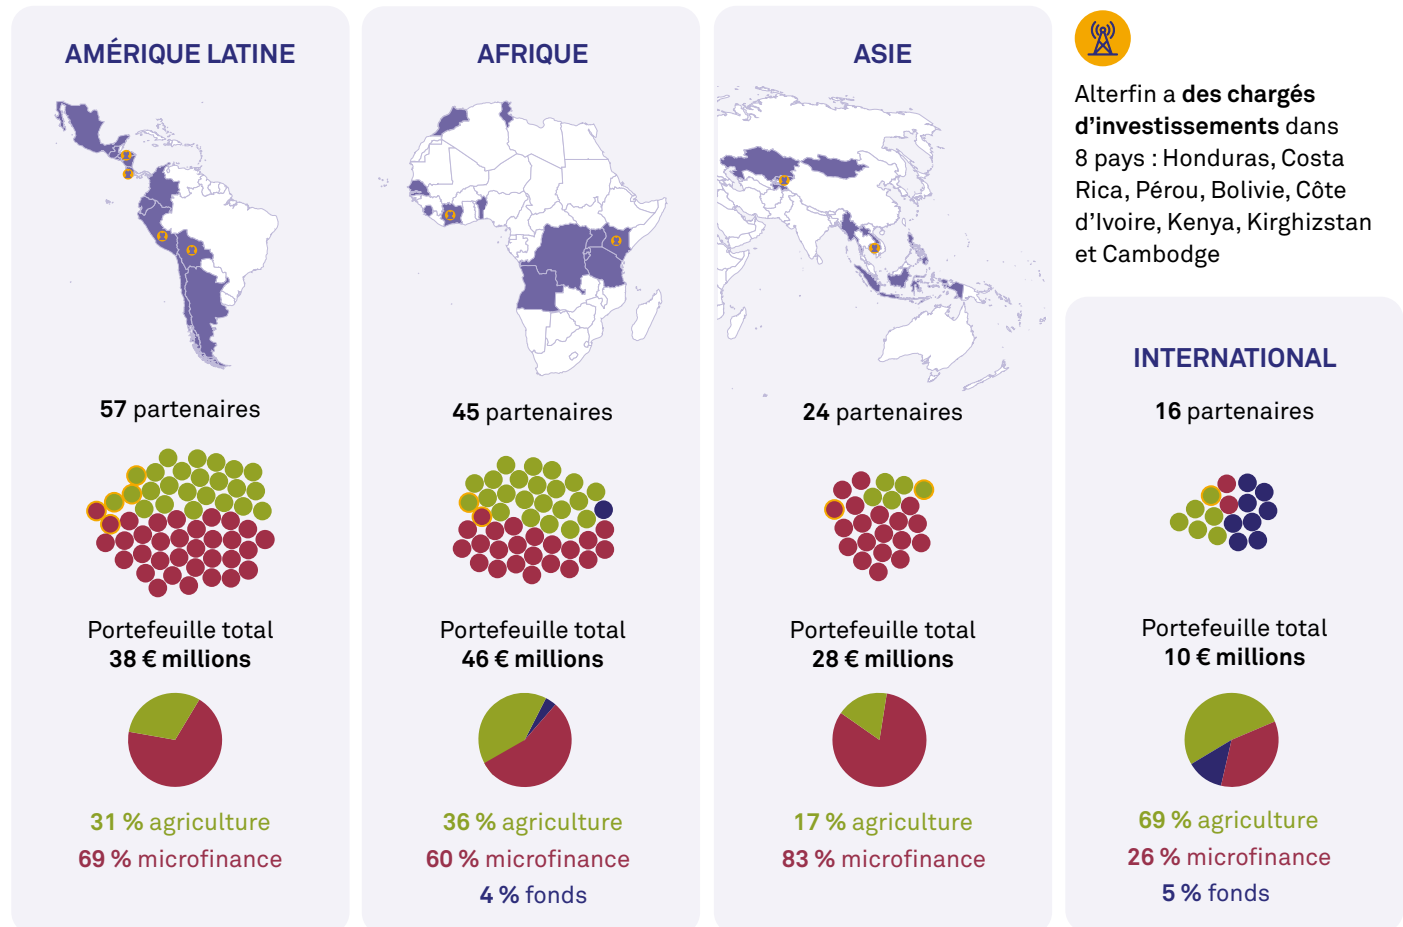 AMÉRIQUE LATINE
57 partenaires
Portefeuille total
38 € millions
31 % agriculture
69 % microfinance
AFRIQUE
45 partenaires
Portefeuille total
46 € millions
36 % agriculture
60 % microfinance
4 % fonds
ASIE
24 partenaires
Portefeuille total
28 € millions
17 % agriculture
83 % microfinance
Alterfin a des chargés
d'investissements dans
8 pays : Honduras, Costa
Rica, Pérou, Bolivie, Côte
d'Ivoire, Kenya, Kirghizstan
et Cambodge
INTERNATIONAL
16 partenaires
Portefeuille total
10 € millions
69 % agriculture
26 % microfinance
5 % fonds